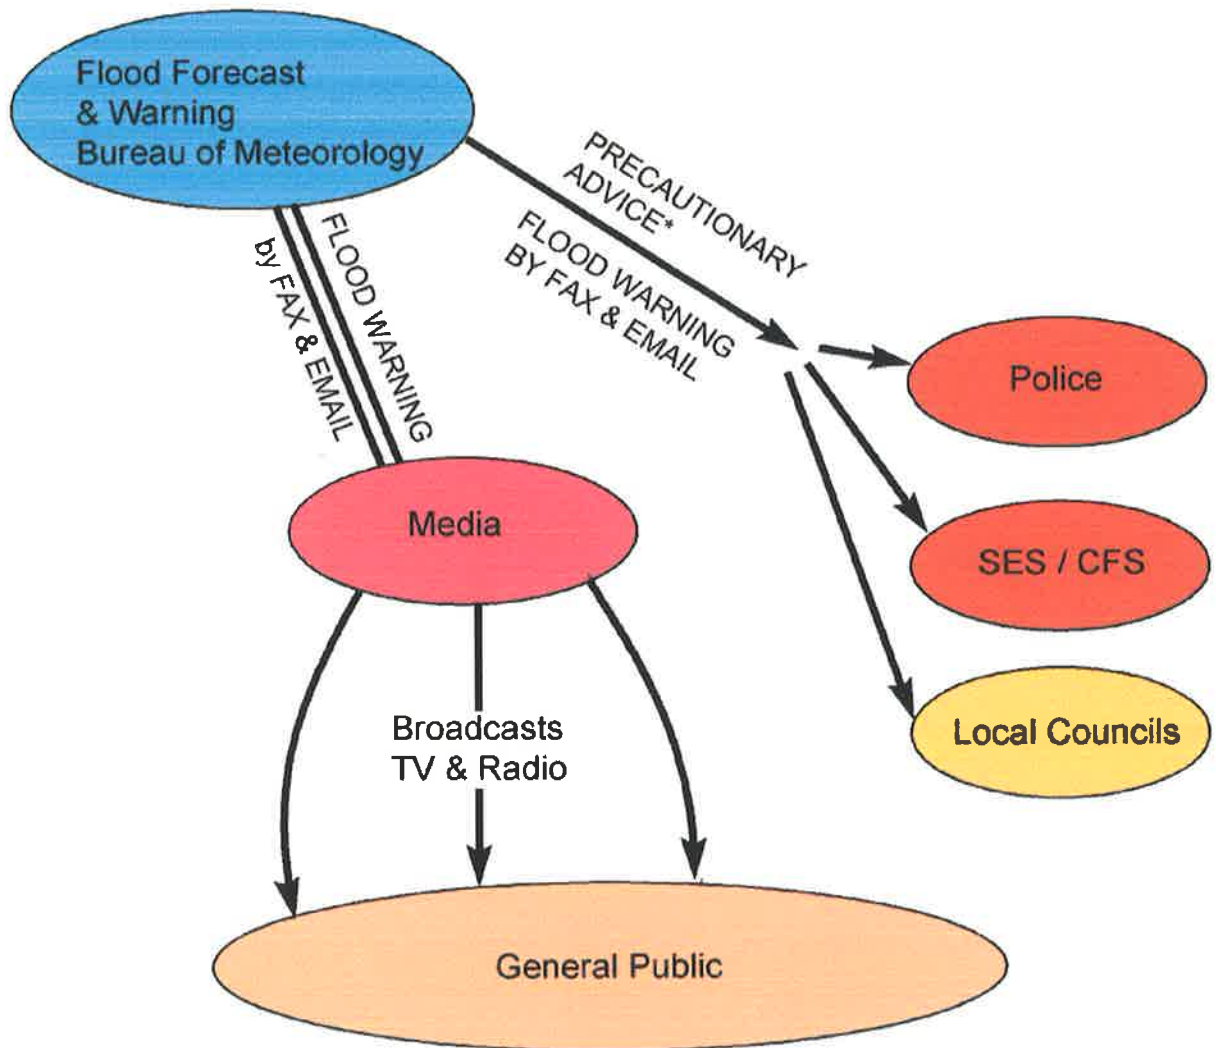 Flood Forecast
& Warning
Bureau of Meteorology
PRECAUTIONARY
ADVICE*
FLOOD WARNING
BY FAX & EMAIL
FLOOD WARNING
by FAX & EMAIL
Police
Media
SES / CFS
Broadcasts
TV & Radio
Local Councils
General Public